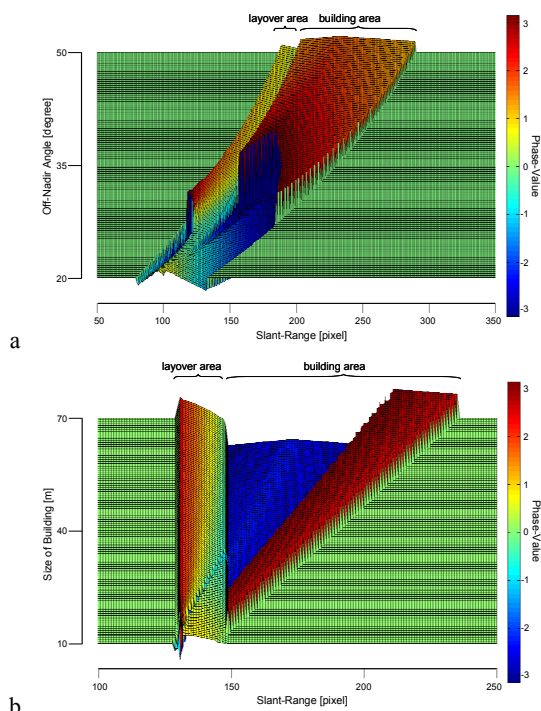 layover area building area
50
35
20
Off-Nadir Angle [degree]
50 100 150 200 250 300 350
Slant-Range [pixel]
3
2
1
0
-1
-2
-3
Phase-Value
a
layover area building area
70
40
10
Size of Building [m]
100 150 200 250
Slant-Range [pixel]
3
2
1
0
-1
-2
-3
Phase-Value
b